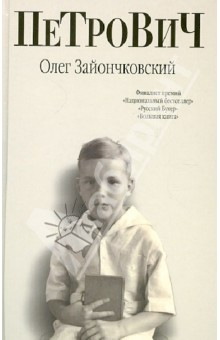 ПЕТРОВИЧ
Олег Зайончковский
Финалист премий
«Национальный бестселлер»
«Русский Букер»
«Большая книга»